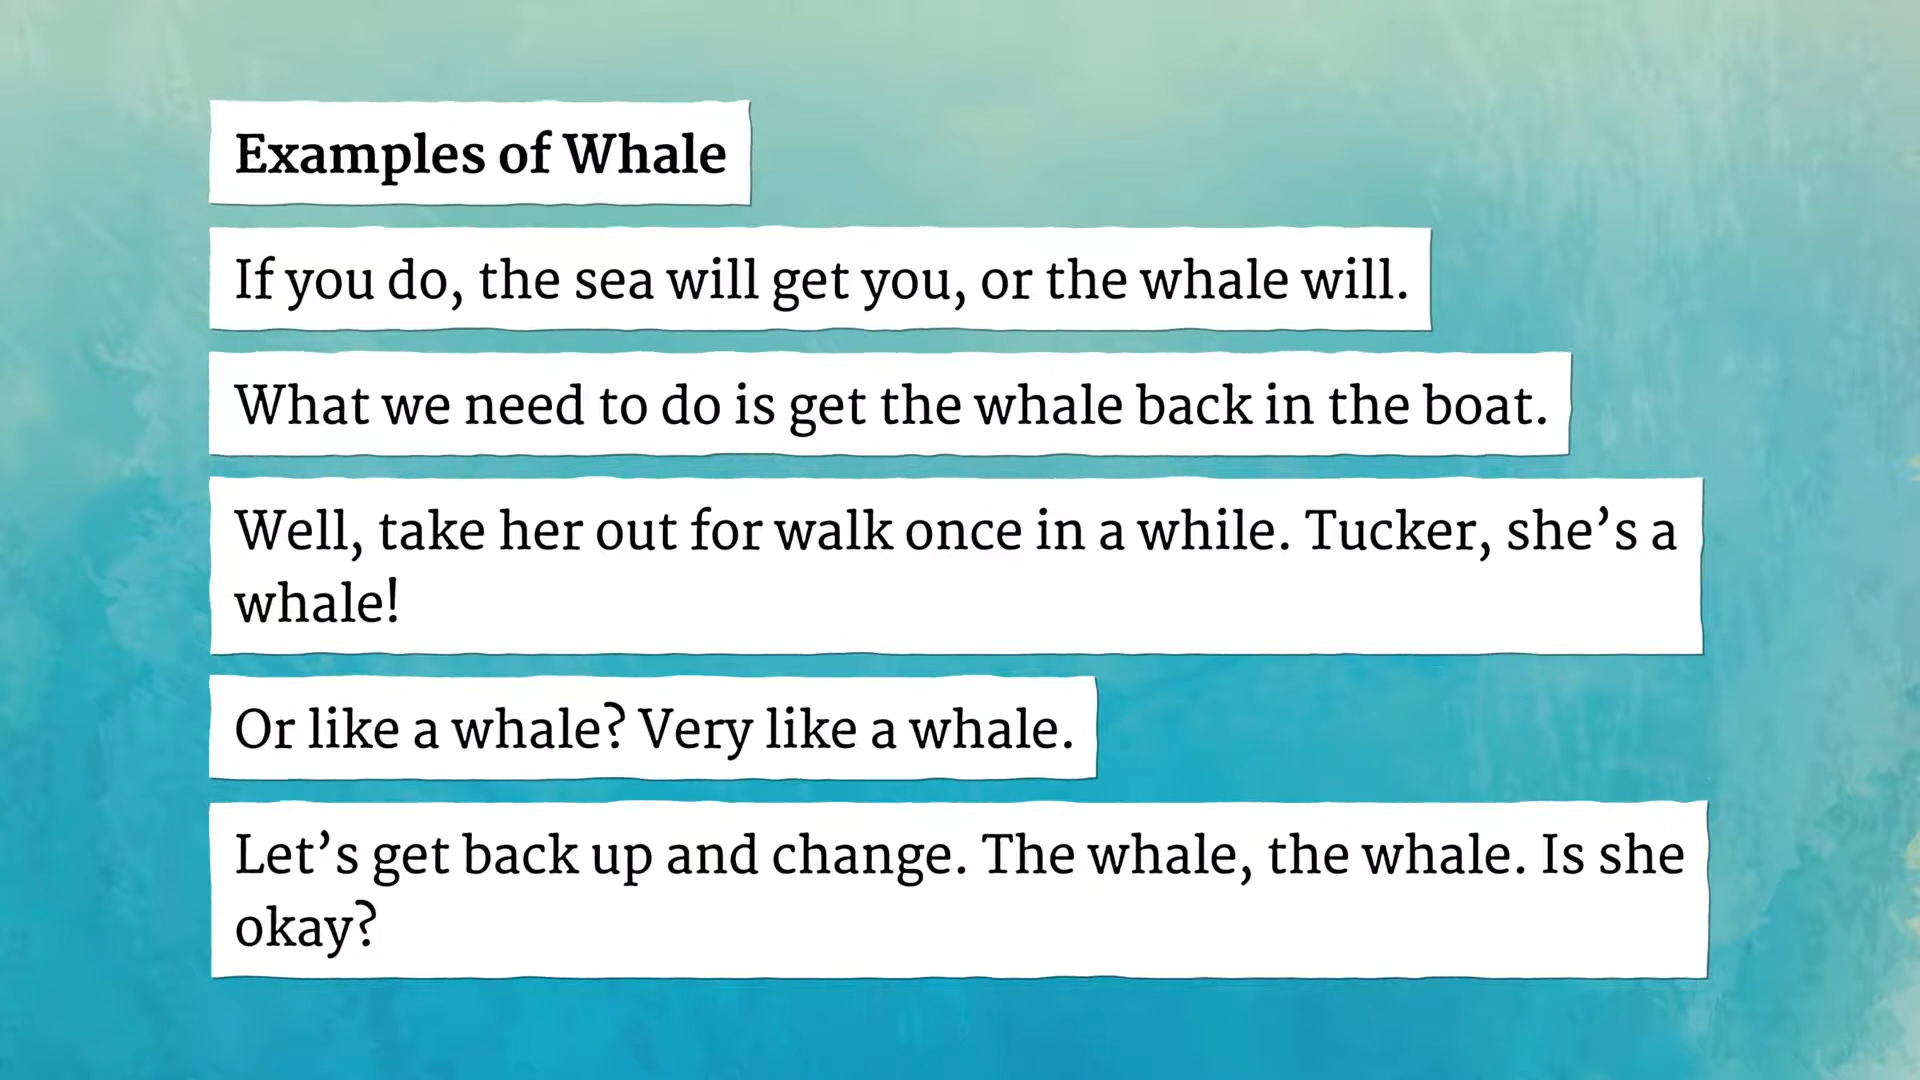 Examples of Whale
If you do, the sea will get you, or the whale will.
What we need to do is get the whale back in the boat.
Well, take her out for walk once in a while. Tucker, she’s a
whale!
Or like a whale? Very like a whale.
Let’s get back up and change. The whale, the whale. Is she
okay?